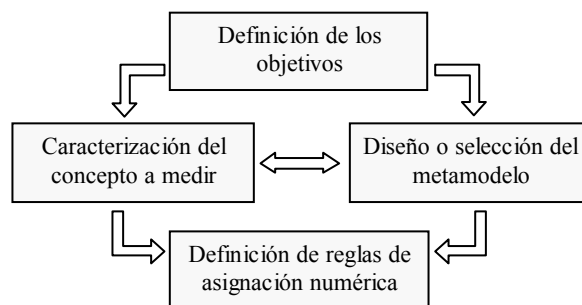 Definición de los
objetivos
Caracterización del
concepto a medir
Diseño o selección del
metamodelo
Definición de reglas de
asignación numérica